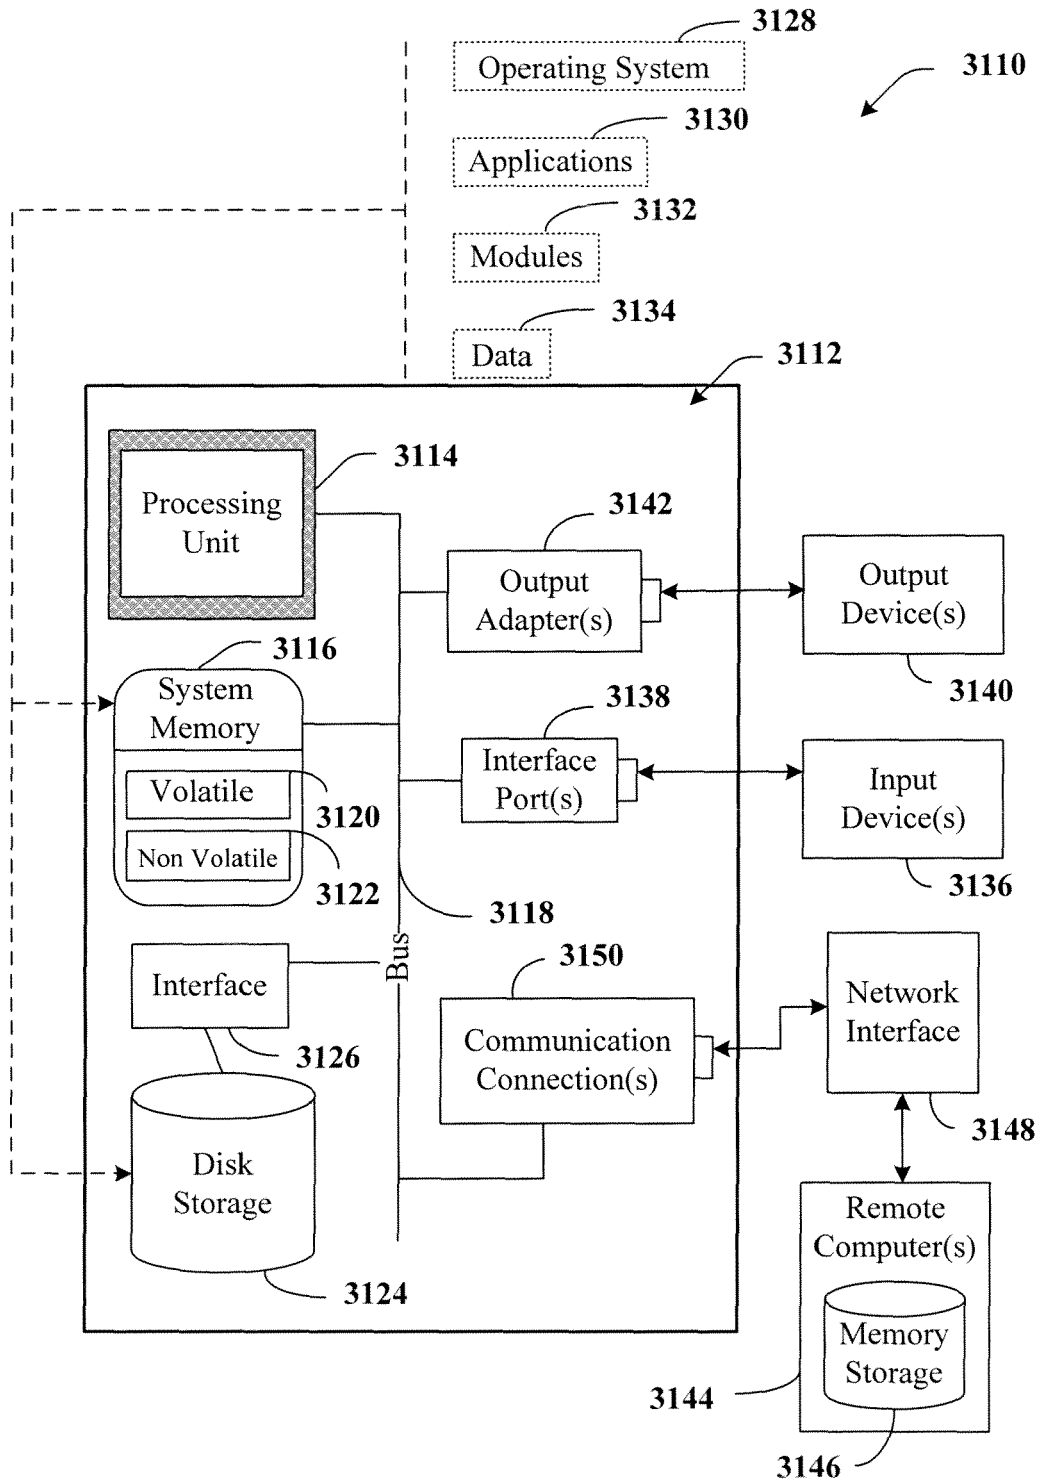 3128
Operating System
3110
3130
Applications
3132
Modules
3134
Data
3112
3114
Processing
Unit
3142
Output
Adapter(s)
Output
Device(s)
3140
3116
System
Memory
3138
Interface
Port(s)
Input
Device(s)
3136
Volatile
3120
Non Volatile
3122
3118
Bus
3150
Interface
3126
Communication
Connection(s)
Network
Interface
3148
Disk
Storage
3124
Remote
Computer(s)
Memory
Storage
3144
3146